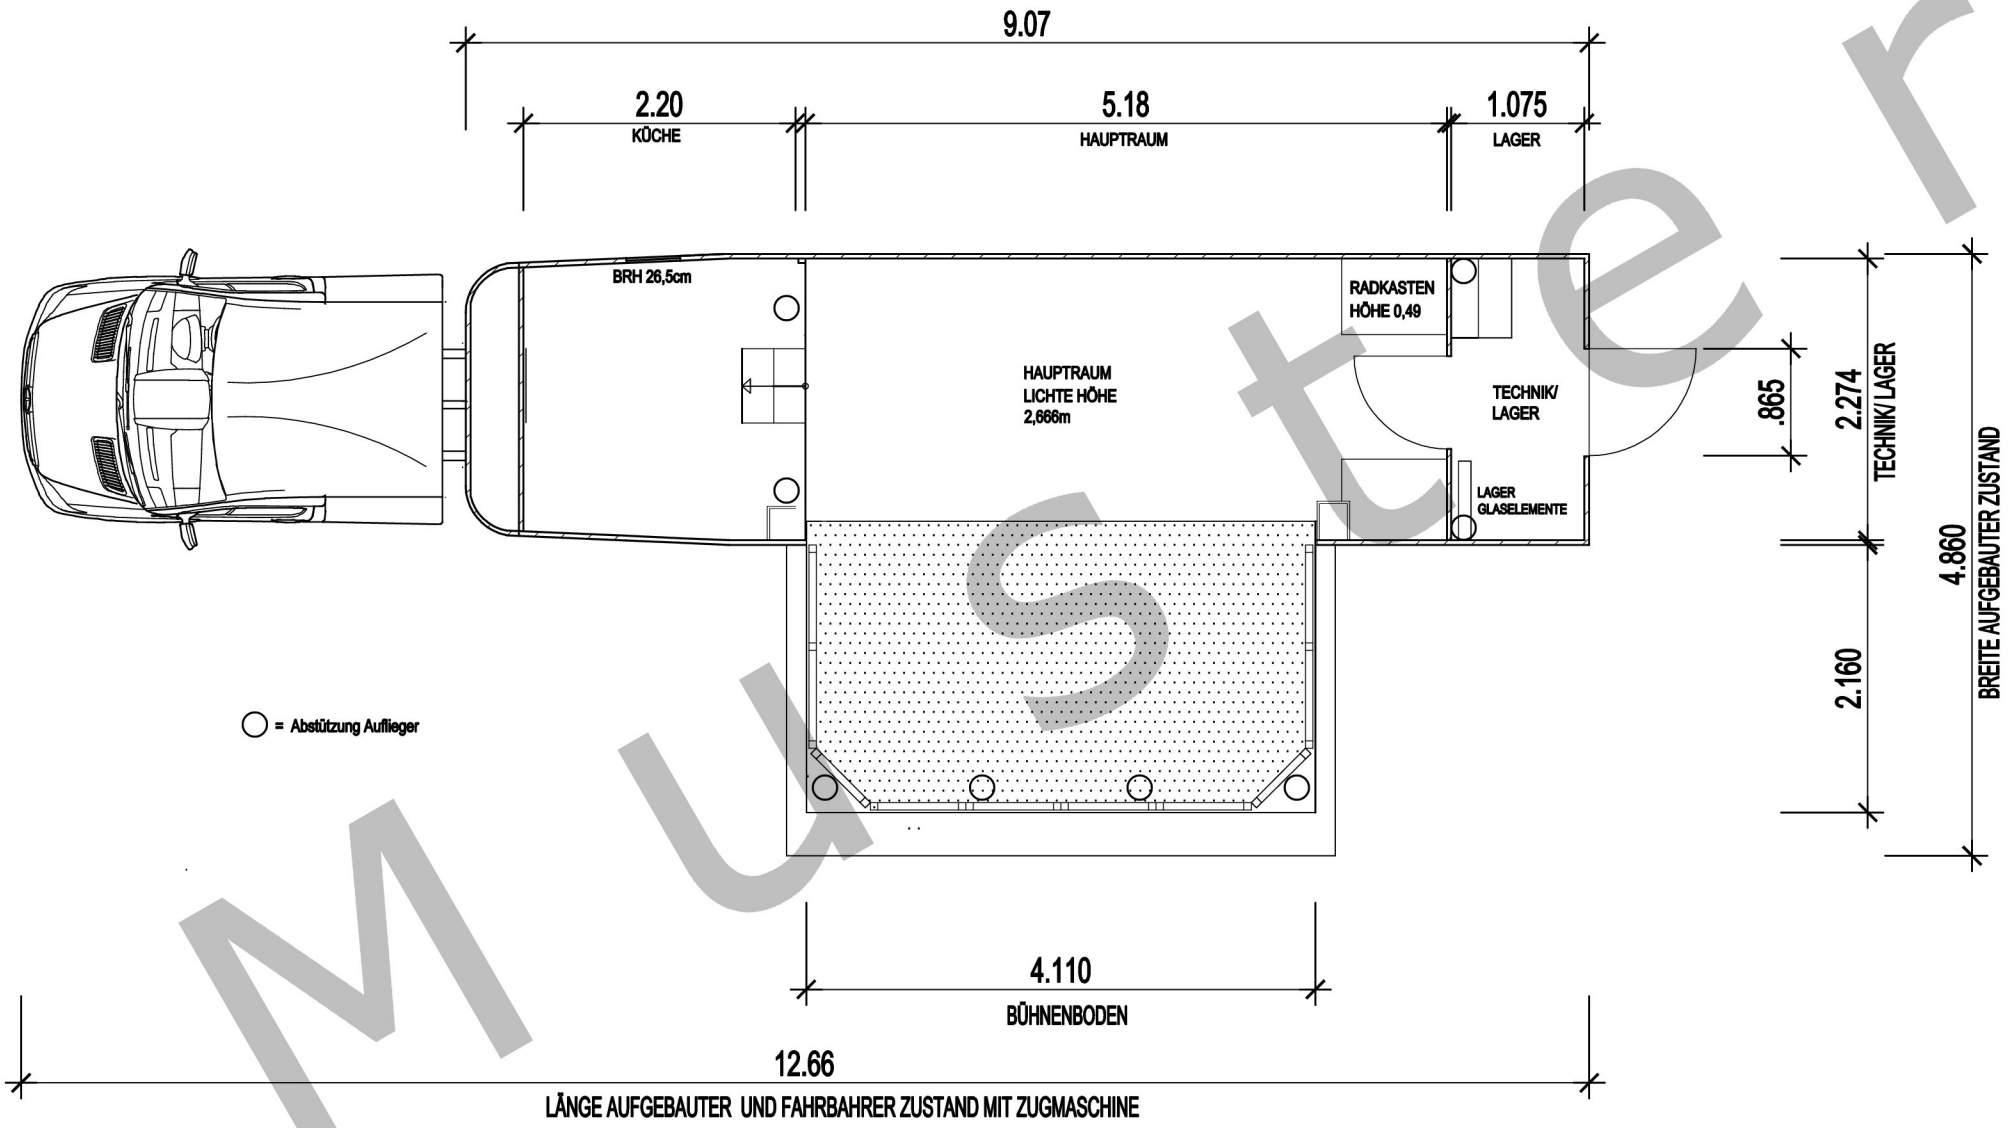 9.07
2.20
KÜCHE
5.18
HAUPTRAUM
1.075
LAGER
BRH 26,5cm
RADKASTEN
HÖHE 0,49
HAUPTRAUM
LICHTE HÖHE
2,666m
TECHNIK/
LAGER
LAGER
GLASELEMENTE
.865
2.274
TECHNIK/ LAGER
4.860
BREITE AUFGEBAUTER ZUSTAND
2.160
= Abstützung Auflieger
4.110
BÜHNENBODEN
12.66
LÄNGE AUFGEBAUTER UND FAHRBAHRER ZUSTAND MIT ZUGMASCHINE
Muster